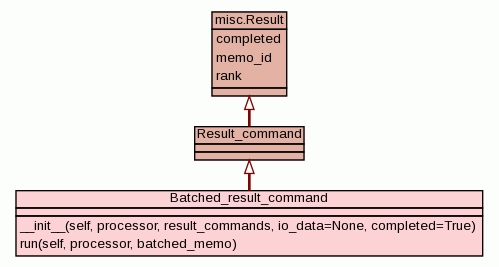 misc.Result
completed
memo_id
rank
Result_command
Batched_result_command
__init__(self, processor, result_commands, io_data=None, completed=True)
run(self, processor, batched_memo)